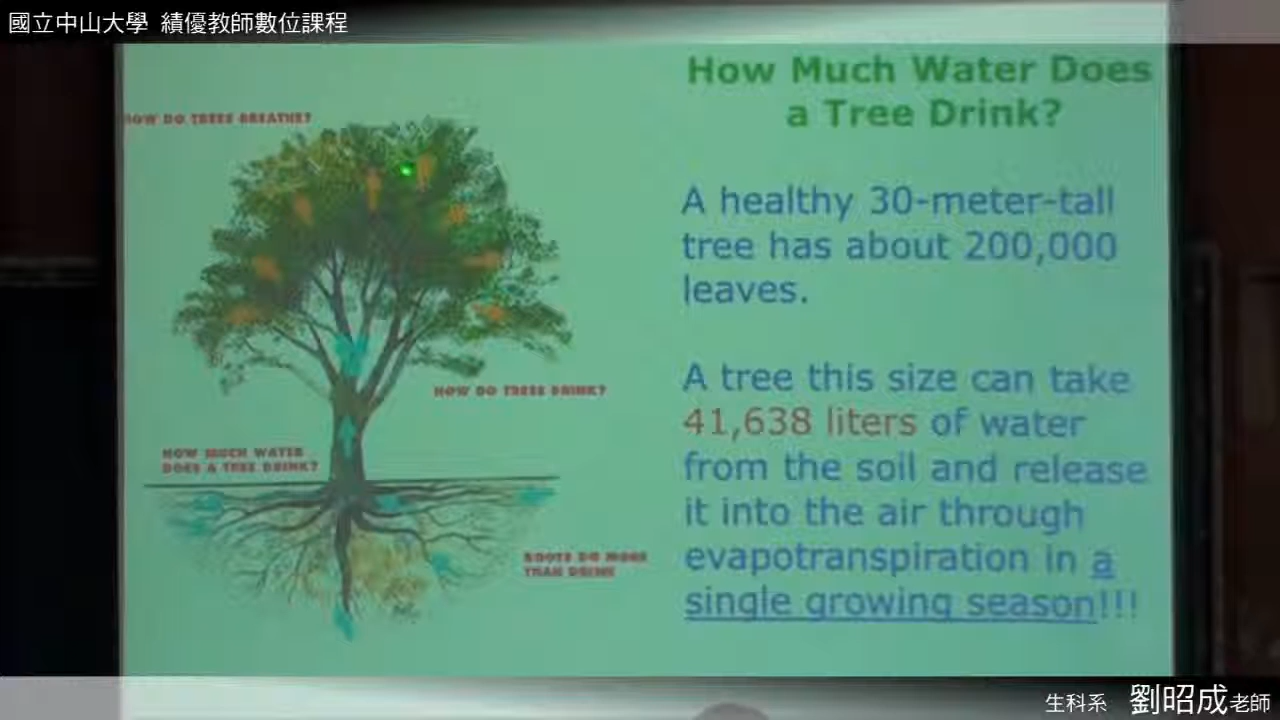 國立中山大學 績優教師數位課程
How Much Water Does
a Tree Drink?
HOW DO TREES BREATHE?
A healthy 30-meter-tall
tree has about 200,000
leaves.
A tree this size can take
41,638 liters of water
from the soil and release
it into the air through
evapotranspiration in a
single growing season!!!
HOW DO TREES DRINK?
HOW MUCH WATER
DOES A TREE DRINK?
ROOTS DO MORE
THAN DRINK
生科系 劉昭成老師